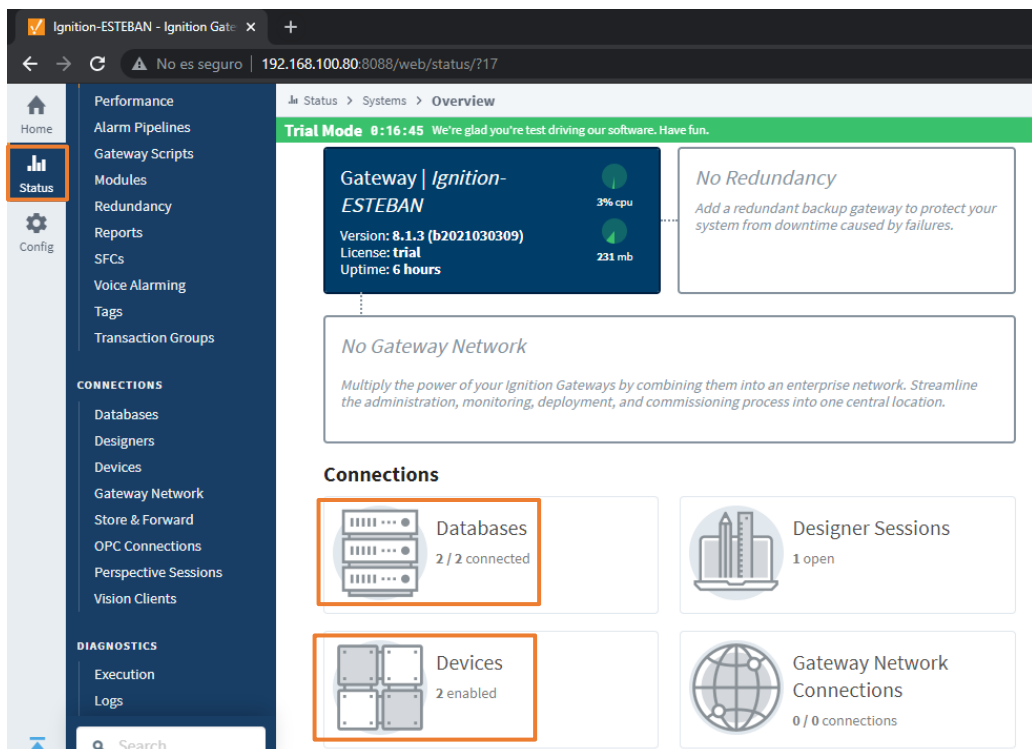 Ignition-ESTEBAN - Ignition Gate
No es seguro | 192.168.100.80:8088/web/status/?17
Home
Status
Config
Performance
Alarm Pipelines
Gateway Scripts
Modules
Redundancy
Reports
SFCs
Voice Alarming
Tags
Transaction Groups
CONNECTIONS
Databases
Designers
Devices
Gateway Network
Store & Forward
OPC Connections
Perspective Sessions
Vision Clients
DIAGNOSTICS
Execution
Logs
Search
Status > Systems > Overview
Trial Mode 0:16:45 We're glad you're test driving our software. Have fun.
Gateway | Ignition-
ESTEBAN
Version: 8.1.3 (b2021030309)
License: trial
Uptime: 6 hours
3% cpu
231 mb
No Redundancy
Add a redundant backup gateway to protect your
system from downtime caused by failures.
No Gateway Network
Multiply the power of your Ignition Gateways by combining them into an enterprise network. Streamline
the administration, monitoring, deployment, and commissioning process into one central location.
Connections
Databases
2 / 2 connected
Designer Sessions
1 open
Devices
2 enabled
Gateway Network
Connections
0 / 0 connections